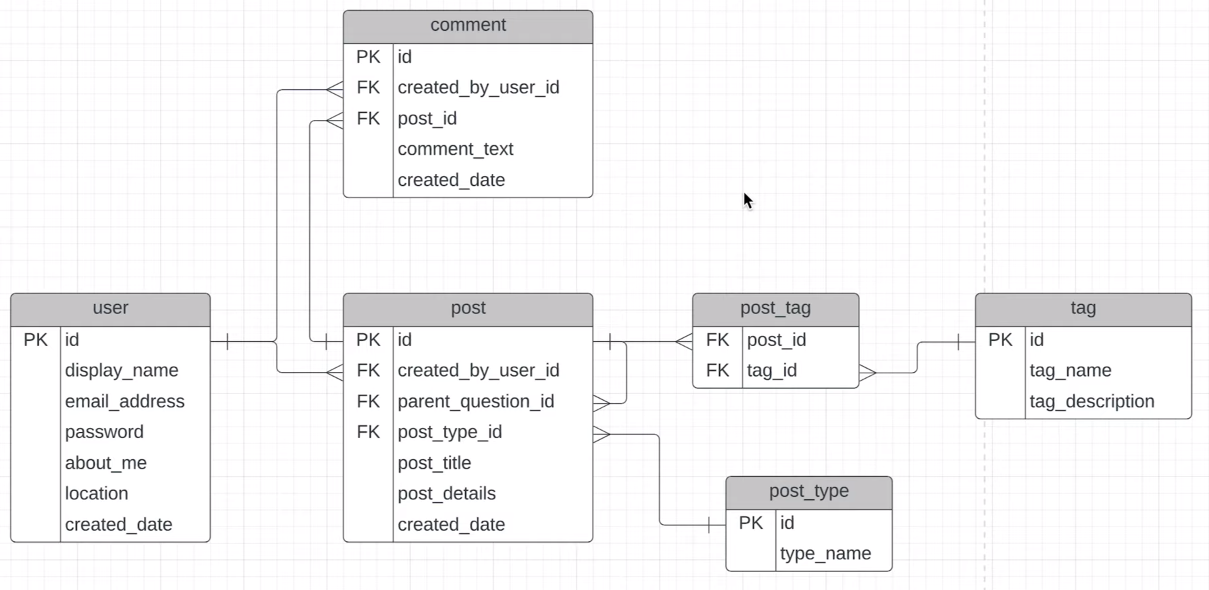 comment
PK id
FK created_by_user_id
FK post_id
comment_text
created_date
user
PK id
display_name
email_address
password
about_me
location
created_date
post
PK id
FK created_by_user_id
FK parent_question_id
FK post_type_id
post_title
post_details
created_date
post_tag
FK post_id
FK tag_id
tag
PK id
tag_name
tag_description
post_type
PK id
type_name